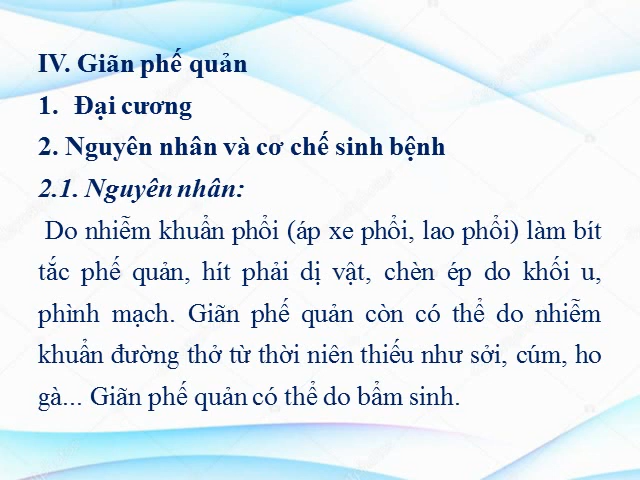 IV. Giãn phế quản
1. Đại cương
2. Nguyên nhân và cơ chế sinh bệnh
2.1. Nguyên nhân:
Do nhiễm khuẩn phổi (áp xe phổi, lao phổi) làm bít
tắc phế quản, hít phải dị vật, chèn ép do khối u,
phình mạch. Giãn phế quản còn có thể do nhiễm
khuẩn đường thở từ thời niên thiếu như sởi, cúm, ho
gà... Giãn phế quản có thể do bẩm sinh.